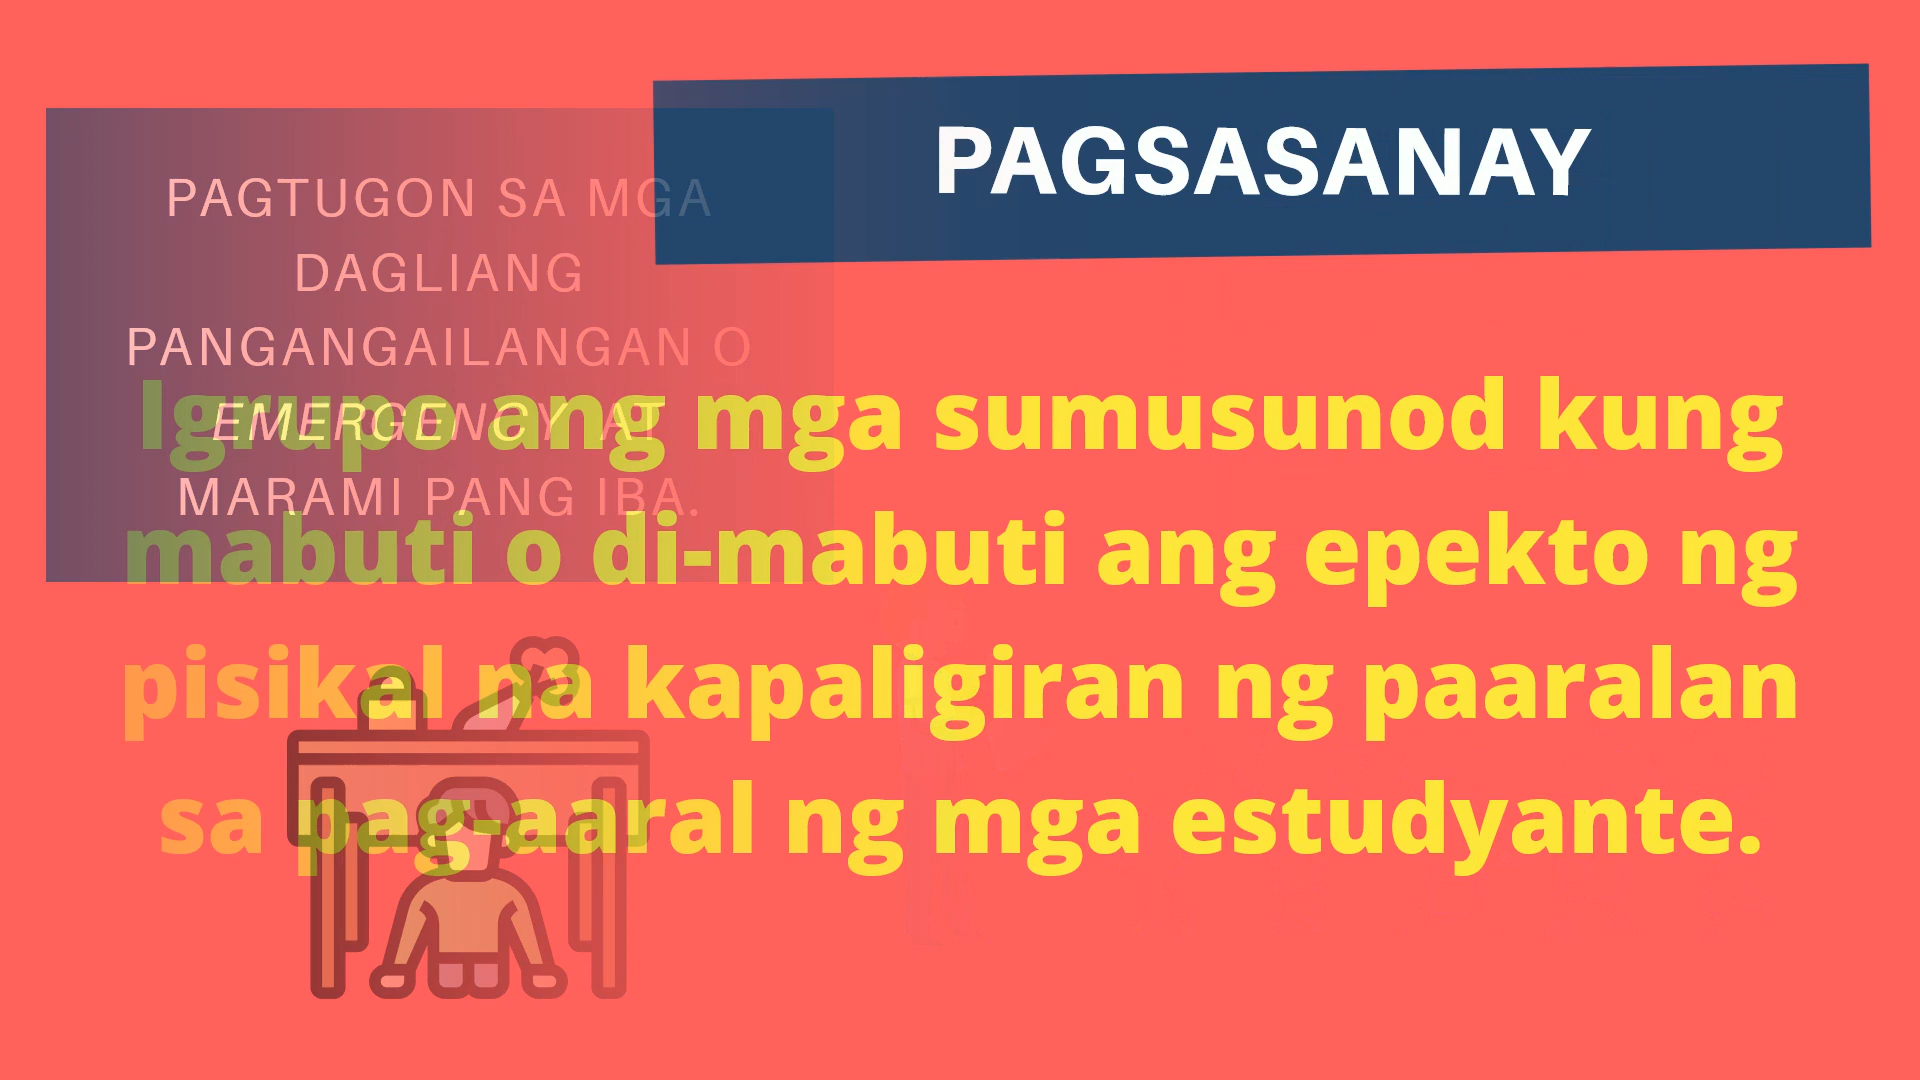 PAGSASANAY
PAGTUGON SA MGA
DAGLIANG
PANGANGAILANGAN O
EMERGENCY AT
MARAMI PANG IBA.
Igrupo ang mga sumusunod kung
mabuti o di-mabuti ang epekto ng
pisikal na kapaligiran ng paaralan
sa pag-aaral ng mga estudyante.